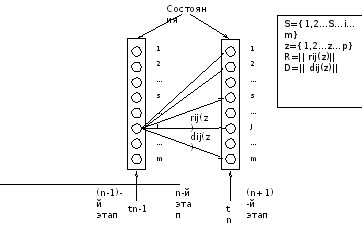 Состоян
ия
S={1,2...S...i...
m}
z={1,2...z...p}
R=|| rij(z)||
D=|| dij(z)||
1
2
...
s
...
rij(z
)
dij(z
)
...
m
1
2
...
s
...
J
...
m
(n-1)-
й
этап
tn-1
n-й эта
п
t
n
(n+1)
-й этап